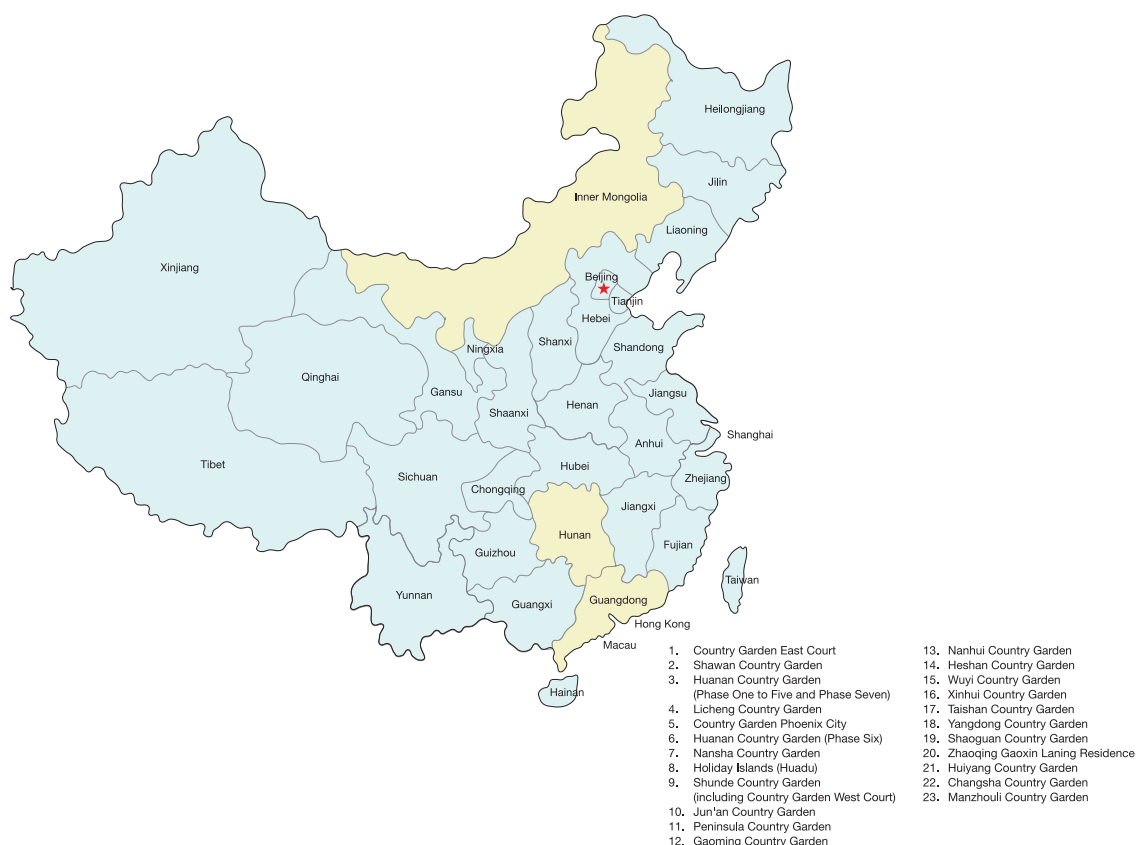 Heilongjiang
Jilin
Inner Mongolia
Liaoning
Xinjiang
Beijing
Tianjin
Hebei
Shanxi
Ningxia
Shandong
Qinghai
Gansu
Jiangsu
Henan
Shaanxi
Shanghai
Anhui
Tibet
Hubei
Sichuan
Zhejiang
Chongqing
Jiangxi
Hunan
Fujian
Guizhou
Taiwan
Yunnan
Guangxi
Guangdong
Hong Kong
Macau
Hainan
1. Country Garden East Court
2. Shawan Country Garden
3. Huanan Country Garden
(Phase One to Five and Phase Seven)
4. Licheng Country Garden
5. Country Garden Phoenix City
6. Huanan Country Garden (Phase Six)
7. Nansha Country Garden
8. Holiday Islands (Huadu)
9. Shunde Country Garden
(including Country Garden West Court)
10. Jun'an Country Garden
11. Peninsula Country Garden
12. Gaoming Country Garden
13. Nanhui Country Garden
14. Heshan Country Garden
15. Wuyi Country Garden
16. Xinhui Country Garden
17. Taishan Country Garden
18. Yangdong Country Garden
19. Shaoguan Country Garden
20. Zhaoqing Gaoxin Laning Residence
21. Huiyang Country Garden
22. Changsha Country Garden
23. Manzhouli Country Garden